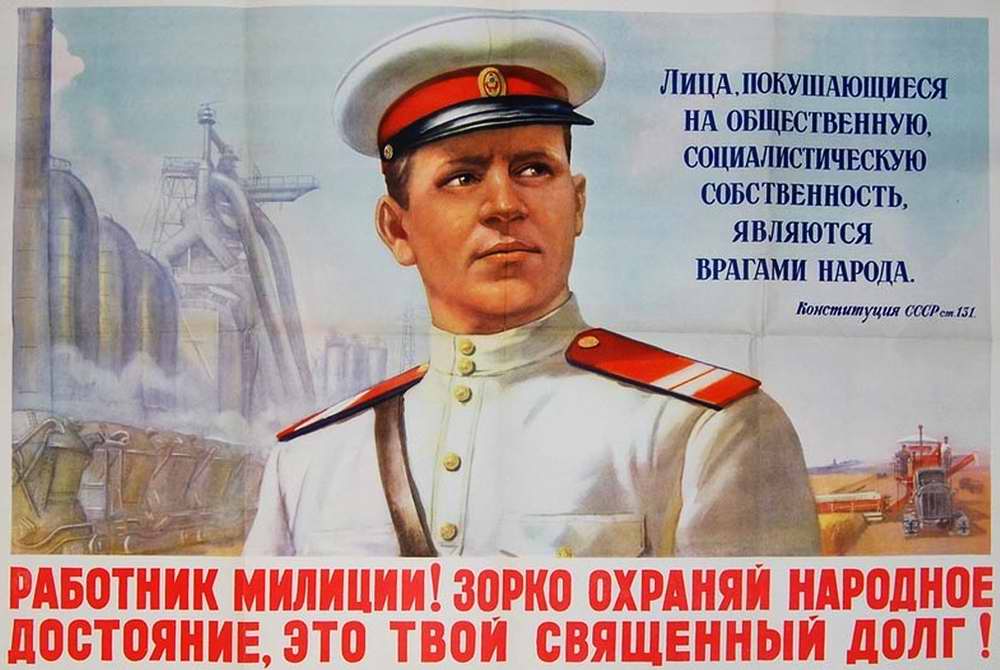 Лица, покушающиеся
на общественную,
социалистическую
собственность,
являются
врагами народа.
Конституция СССР ст. 131.
РАБОТНИК МИЛИЦИИ! ЗОРКО ОХРАНЯЙ НАРОДНОЕ
ДОСТОЯНИЕ, ЭТО ТВОЙ СВЯЩЕННЫЙ ДОЛГ!